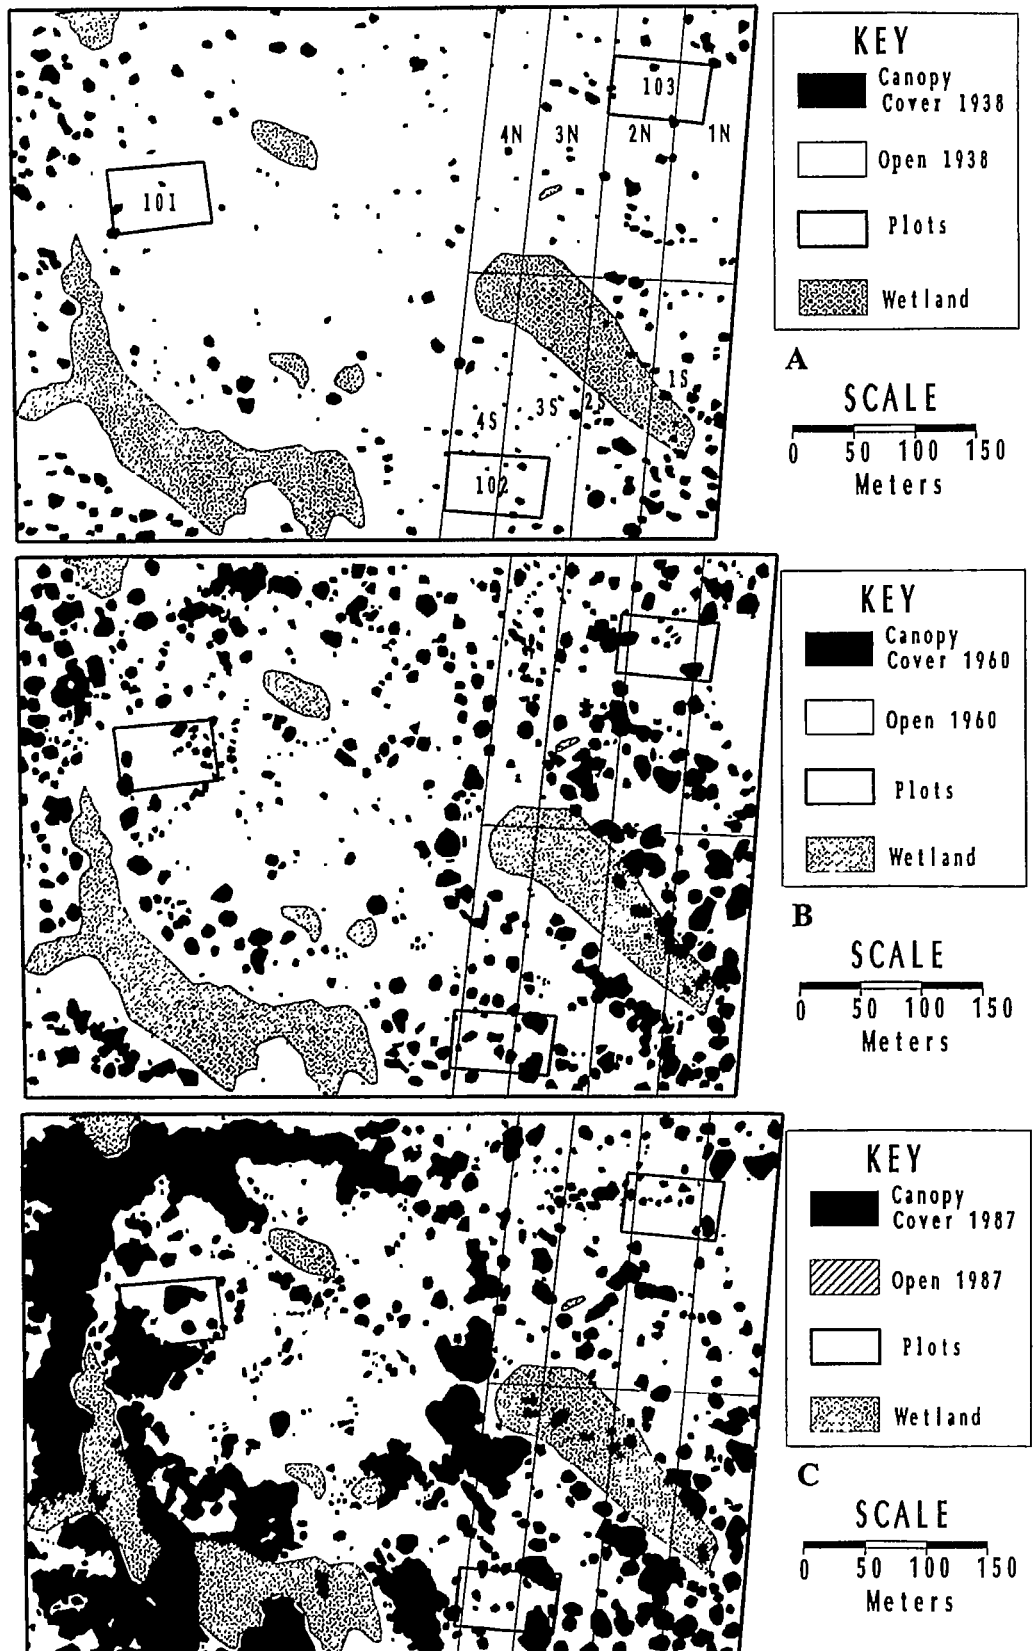 KEY
Canopy
Cover 1938
Open 1938
Plots
Wetland
A
SCALE
0 50 100 150
Meters
103
4N 3N 2N 1N
101
1S
3S 2S
4S
102
KEY
Canopy
Cover 1960
Open 1960
Plots
Wetland
B
SCALE
0 50 100 150
Meters
KEY
Canopy
Cover 1987
Open 1987
Plots
Wetland
C
SCALE
0 50 100 150
Meters